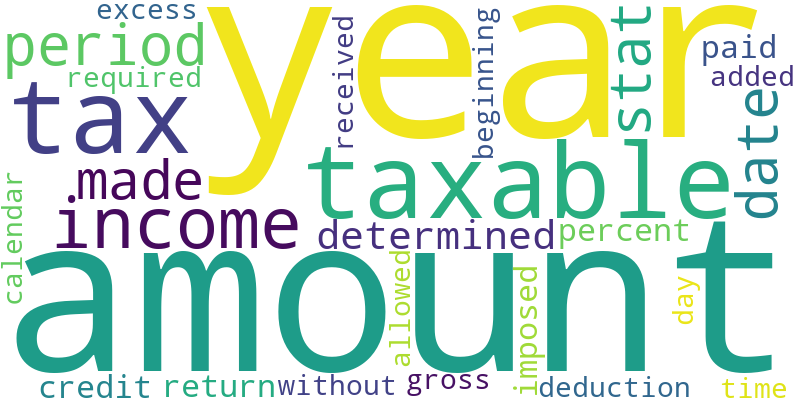 excess
year
period
required
received
beginning
stat
paid
added
tax
date
made
taxable
income
determined
percent
calendar
amount
allowed
imposed
day
credit
return
without
gross
deduction
time